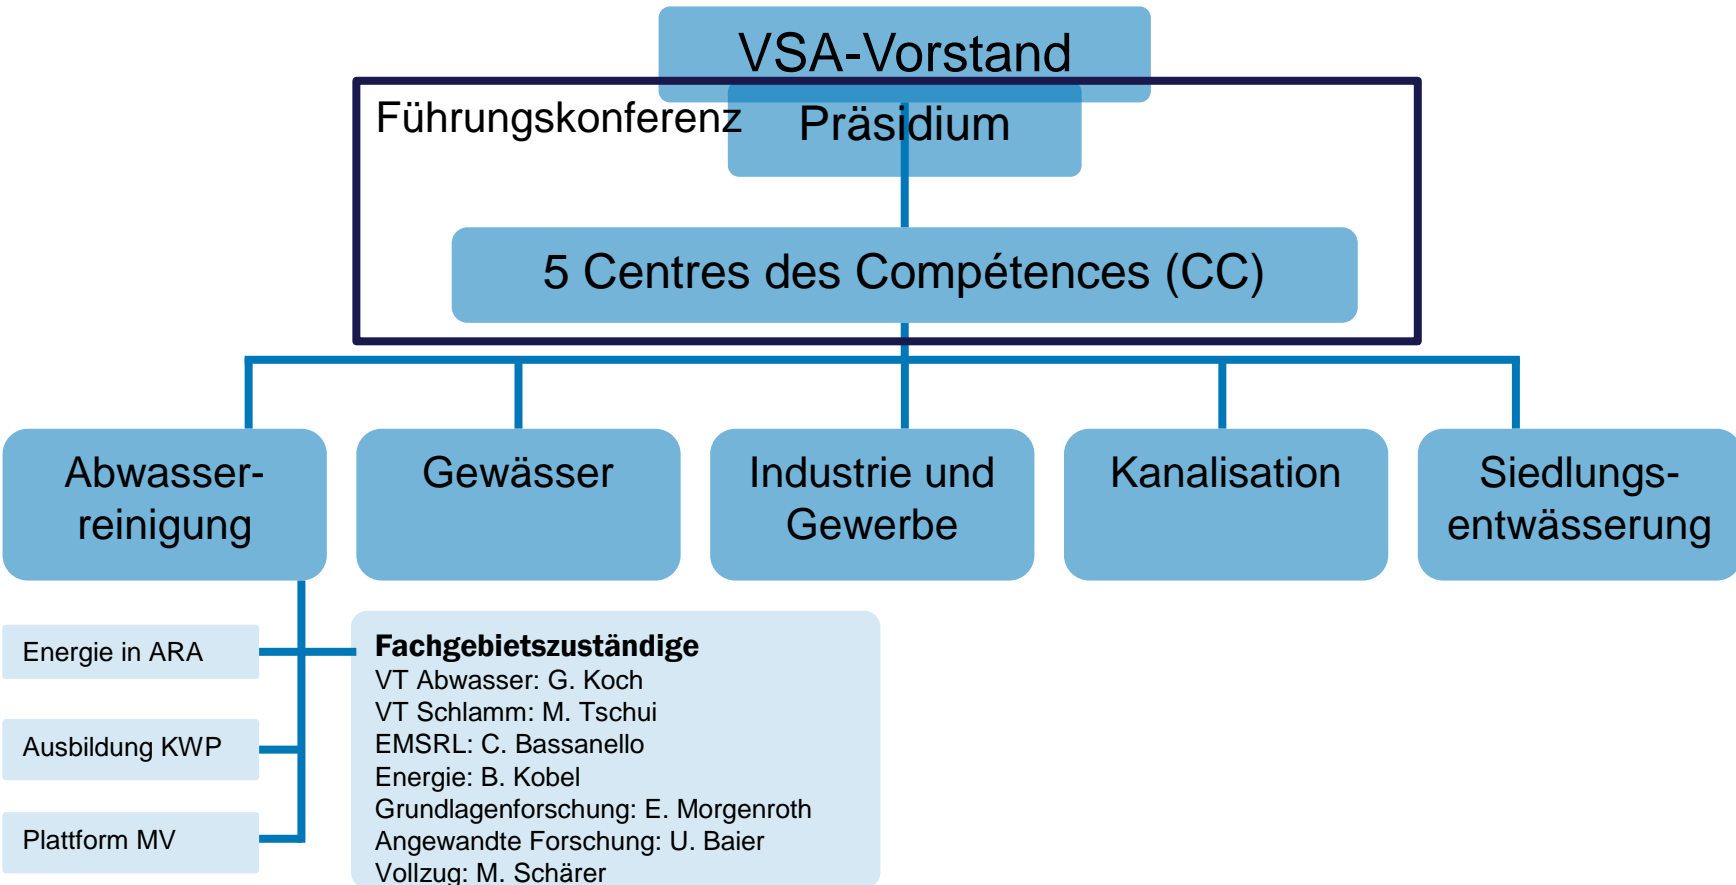 VSA-Vorstand
Führungskonferenz
Präsidium
5 Centres des Compétences (CC)
Abwasser-
reinigung
Gewässer
Industrie und
Gewerbe
Kanalisation
Siedlungs-
entwässerung
Energie in ARA
Ausbildung KWP
Plattform MV
Fachgebietszuständige
VT Abwasser: G. Koch
VT Schlamm: M. Tschui
EMSRL: C. Bassanello
Energie: B. Kobel
Grundlagenforschung: E. Morgenroth
Angewandte Forschung: U. Baier
Vollzug: M. Schärer